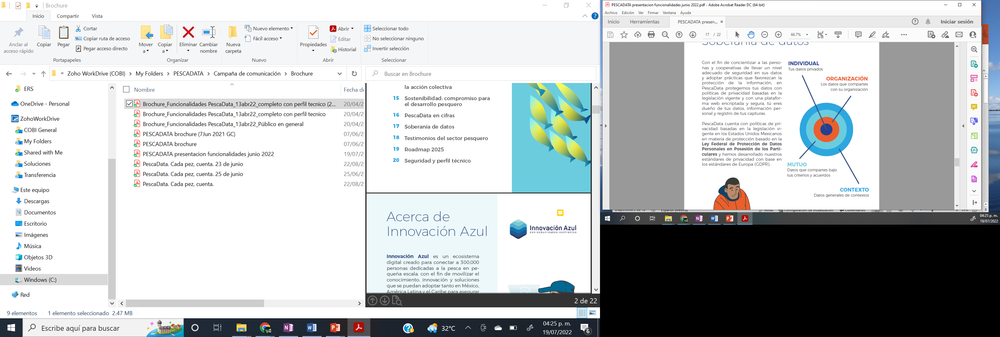 Brochure
Inicio
Compartir
Vista
Anclar al
acceso rápido
Copiar
Pegar
Cortar
Copiar ruta de acceso
Pegar acceso directo
Portapapeles
Mover
a
Copiar
a
Eliminar
Cambiar
nombre
Organizar
Nueva
carpeta
Nuevo elemento
Fácil acceso
Nuevo
Propiedades
Abrir
Editar
Historial
Abrir
Seleccionar todo
No seleccionar ninguno
Invertir selección
Seleccionar
« Zoho WorkDrive (COBI) > My Folders > PESCADATA > Campaña de comunicación > Brochure
Buscar en Brochure
ERS
OneDrive - Personal
ZohoWorkDrive
COBI General
My Folders
Shared with Me
Soluciones
Transferencia
Este equipo
Descargas
Documentos
Escritorio
Imágenes
Música
Objetos 3D
Videos
Windows (C:)
Red
Nombre
Fecha de
Brochure_Funcionalidades PescaData_13abr22_completo con perfil tecnico (2... 20/04/2
Brochure_Funcionalidades PescaData_13abr22_completo con perfil tecnico 20/04/2
Brochure_Funcionalidades PescaData_13abr22_Público en general 20/04/2
PESCADATA brochure (7Jun 2021 GC) 07/06/2
PESCADATA brochure 07/06/2
PESCADATA presentacion funcionalidades junio 2022 19/07/2
PescaData. Cada pez, cuenta. 23 de junio 22/08/2
PescaData. Cada pez, cuenta. 25 de junio 25/06/2
PescaData. Cada pez, cuenta. 22/08/2
la acción colectiva
15 Sostenibilidad: compromiso para
el desarrollo pesquero
16 PescaData en cifras
17 Soberanía de datos
18 Testimonios del sector pesquero
19 Roadmap 2025
20 Seguridad y perfil técnico
Acerca de
Innovación Azul
Innovación Azul
con comunidades resilientes
Innovación Azul es un ecosistema
digital creado para conectar a 300,000
personas dedicadas a la pesca en pe-
queña escala, con el fin de movilizar el
conocimiento, innovación y soluciones
que se puedan adoptar tanto en México,
América Latina y el Caribe para asegurar
2 de 22
9 elementos
1 elemento seleccionado 2.47 MB
Escribe aquí para buscar
32°C
04:25 p. m.
19/07/2022
6
PESCADATA presentacion funcionalidades junio 2022.pdf - Adobe Acrobat Reader DC (64-bit)
Archivo Edición Ver Firmar Ventana Ayuda
Inicio
Herramientas
PESCADATA presen... ×
Iniciar sesión
17 / 22
66.7%
Soberanía de datos
Con el fin de concientizar a las perso-
nas y cooperativas de llevar un nivel
adecuado de seguridad en sus datos
y adoptar prácticas que favorezcan la
protección de la información, en
PescaData protegemos tus datos con
políticas de privacidad basadas en la
legislación vigente y con una platafor-
ma web encriptada y segura, tú eres
dueño de tus datos, información per-
sonal y registro de tus capturas.
PescaData cuenta con políticas de pri-
vacidad basadas en la legislación vi-
gente en los Estados Unidos Mexicanos
en materia de protección basado en la
Ley Federal de Protección de Datos
Personales en Posesión de los Parti-
culares y hemos desarrollado nuestros
estándares de privacidad con base en
los estándares de Europa (GDPR).
INDIVIDUAL
Tus datos privados
ORGANIZACIÓN
Los datos que compartes
con tu organización
MUTUO
Datos que compartes bajo
tus criterios y acuerdos
CONTEXTO
Datos generales de contextos
Español (México)
Notas
Configuración de visualización
Comentarios
04:25 p. m.
19/07/2022